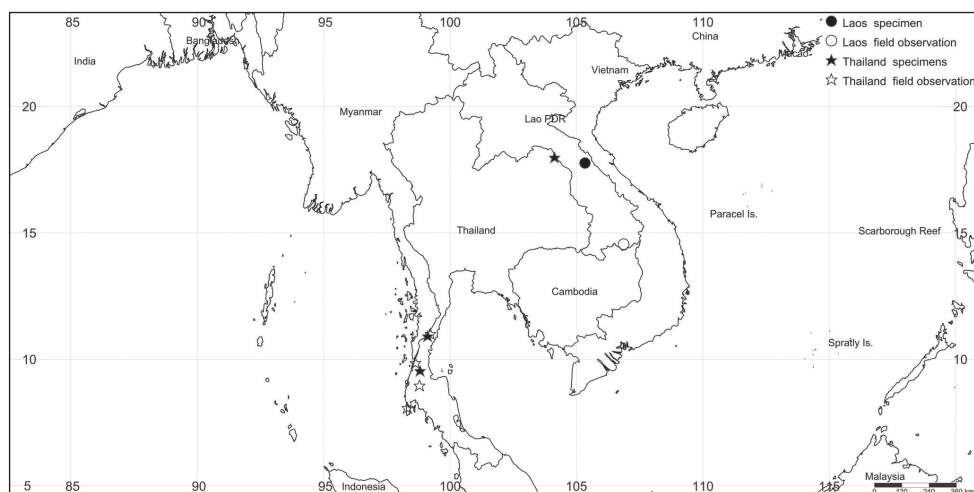 85 90 95 100 105 110
Laos specimen
Laos field observation
Thailand specimens
Thailand field observation
India
Bangladesh
China
Macao
Vietnam
Myanmar
Lao PDR
20 20
Paracel Is.
Thailand
Scarborough Reef
15 15
Cambodia
Spratly Is.
10 10
Malaysia
Indonesia
5 85 90 95 100 105 110 115 5
0 120 240 360 km